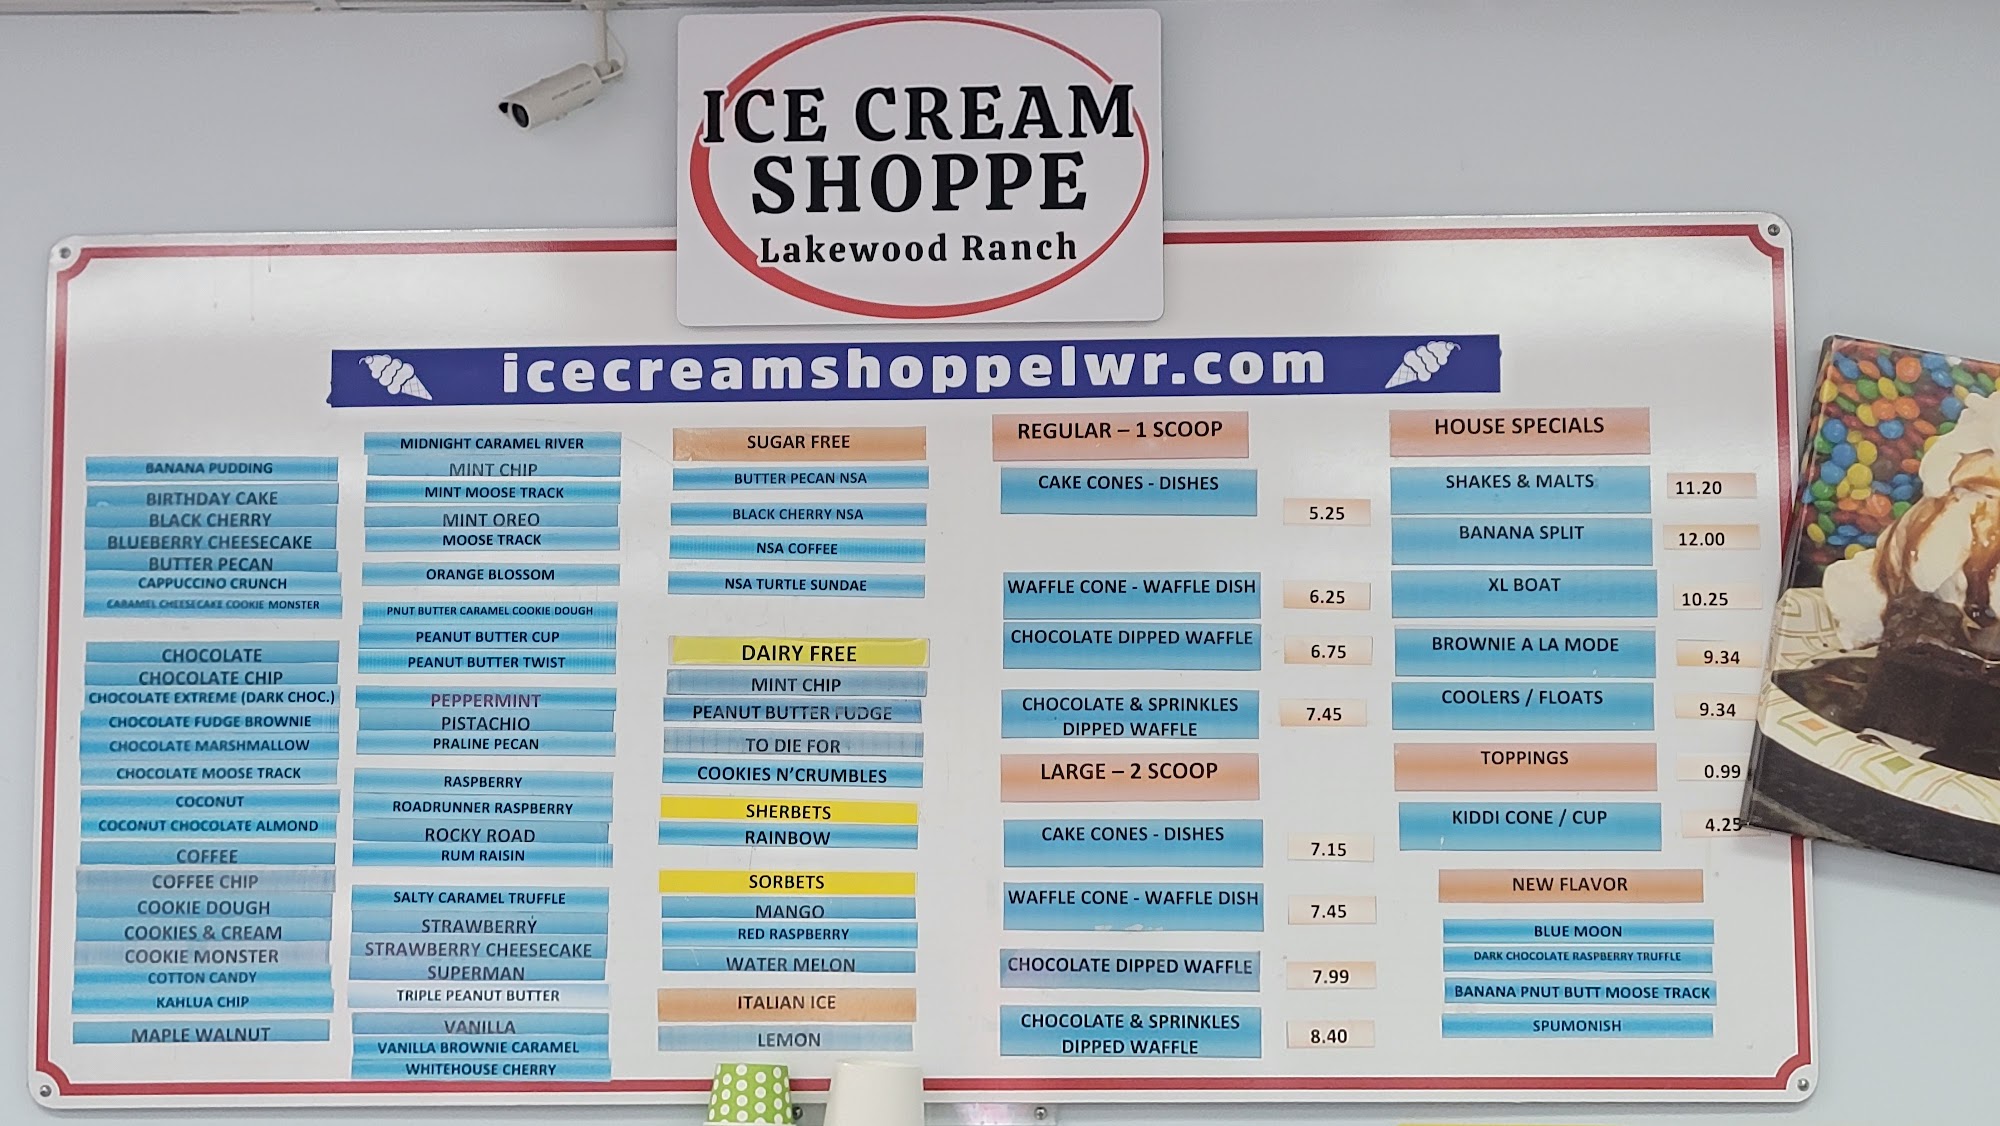 ICE CREAM
SHOPPE
Lakewood Ranch
icecreamshoppelwr.com
BANANA PUDDING
BIRTHDAY CAKE
BLACK CHERRY
BLUEBERRY CHEESECAKE
BUTTER PECAN
CAPPUCCINO CRUNCH
CARAMEL CHEESECAKE COOKIE MONSTER
CHOCOLATE
CHOCOLATE CHIP
CHOCOLATE EXTREME (DARK CHOC.)
CHOCOLATE FUDGE BROWNIE
CHOCOLATE MARSHMALLOW
CHOCOLATE MOOSE TRACK
COCONUT
COCONUT CHOCOLATE ALMOND
COFFEE
COFFEE CHIP
COOKIE DOUGH
COOKIES & CREAM
COOKIE MONSTER
COTTON CANDY
KAHLUA CHIP
MAPLE WALNUT
MIDNIGHT CARAMEL RIVER
MINT CHIP
MINT MOOSE TRACK
MINT OREO
MOOSE TRACK
ORANGE BLOSSOM
PNUT BUTTER CARAMEL COOKIE DOUGH
PEANUT BUTTER CUP
PEANUT BUTTER TWIST
PEPPERMINT
PISTACHIO
PRALINE PECAN
RASPBERRY
ROADRUNNER RASPBERRY
ROCKY ROAD
RUM RAISIN
SALTY CARAMEL TRUFFLE
STRAWBERRY
STRAWBERRY CHEESECAKE
SUPERMAN
TRIPLE PEANUT BUTTER
VANILLA
VANILLA BROWNIE CARAMEL
WHITEHOUSE CHERRY
SUGAR FREE
BUTTER PECAN NSA
BLACK CHERRY NSA
NSA COFFEE
NSA TURTLE SUNDAE
DAIRY FREE
MINT CHIP
PEANUT BUTTER FUDGE
TO DIE FOR
COOKIES N'CRUMBLES
SHERBETS
RAINBOW
SORBETS
MANGO
RED RASPBERRY
WATER MELON
ITALIAN ICE
LEMON
REGULAR – 1 SCOOP
CAKE CONES - DISHES
5.25
WAFFLE CONE - WAFFLE DISH 6.25
CHOCOLATE DIPPED WAFFLE 6.75
CHOCOLATE & SPRINKLES
DIPPED WAFFLE
7.45
LARGE – 2 SCOOP
CAKE CONES - DISHES 7.15
WAFFLE CONE - WAFFLE DISH 7.45
CHOCOLATE DIPPED WAFFLE 7.99
CHOCOLATE & SPRINKLES
DIPPED WAFFLE
8.40
HOUSE SPECIALS
SHAKES & MALTS 11.20
BANANA SPLIT 12.00
XL BOAT 10.25
BROWNIE A LA MODE 9.34
COOLERS / FLOATS 9.34
TOPPINGS 0.99
KIDDI CONE / CUP 4.25
NEW FLAVOR
BLUE MOON
DARK CHOCOLATE RASPBERRY TRUFFLE
BANANA PNUT BUTT MOOSE TRACK
SPUMONISH